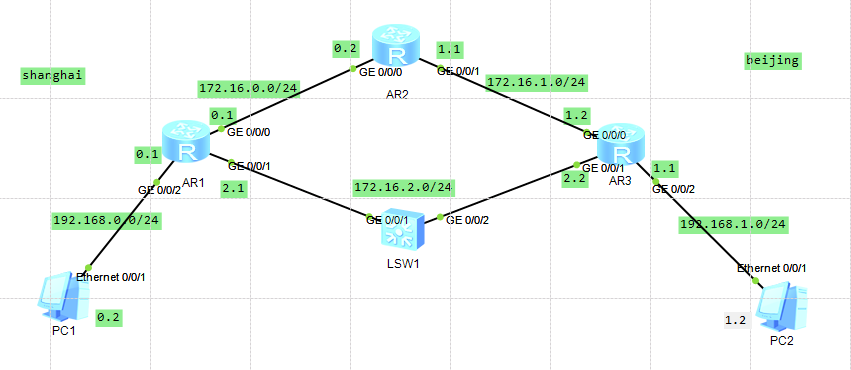 0.2
1.1
GE 0/0/0
GE 0/0/1
shanghai
beijing
172.16.0.0/24
AR2
172.16.1.0/24
0.1
GE 0/0/0
1.2
GE 0/0/0
0.1
GE 0/0/1
GE 0/0/1
AR1
GE 0/0/2
2.1
172.16.2.0/24
2.2
AR3
1.1
GE 0/0/2
192.168.0.0/24
GE 0/0/1
GE 0/0/2
192.168.1.0/24
LSW1
Ethernet 0/0/1
Ethernet 0/0/1
PC1
0.2
1.2
PC2
R
R
R